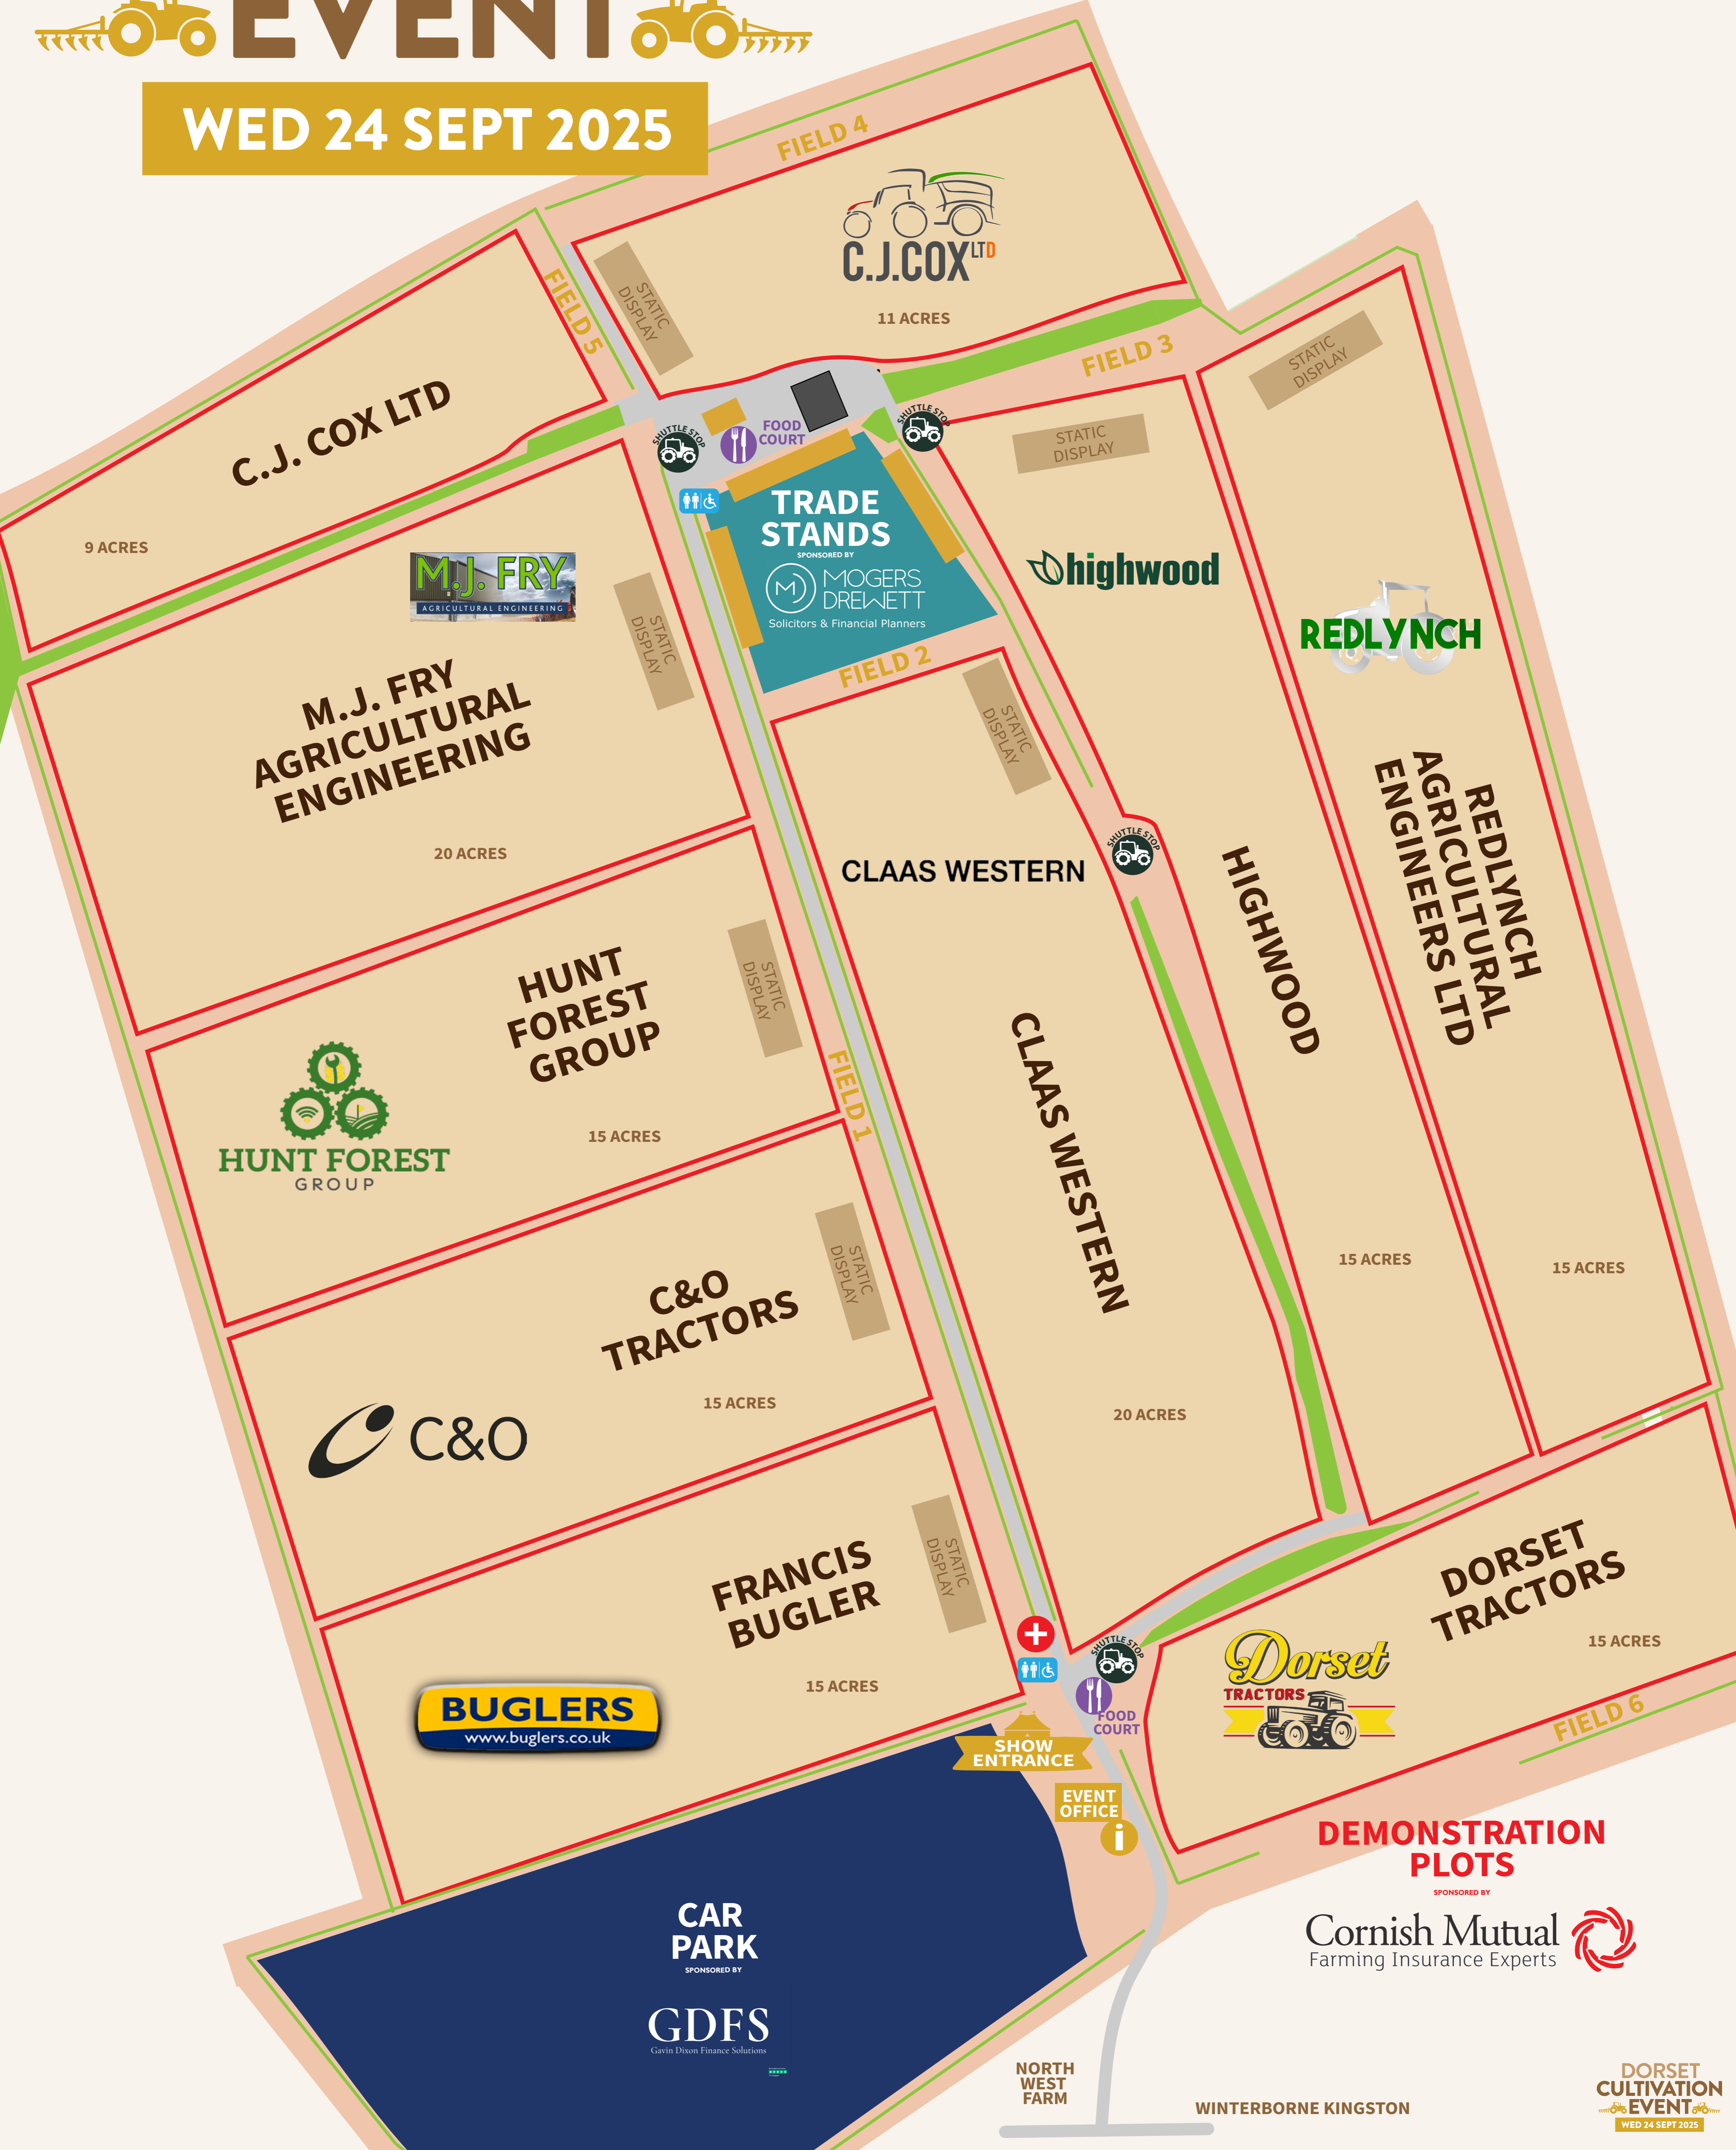 EVENT
WED 24 SEPT 2025
FIELD 4
C.J.COX LTD
11 ACRES
STATIC
DISPLAY
FIELD 5
C.J. COX LTD
9 ACRES
FIELD 3
STATIC
DISPLAY
STATIC
DISPLAY
SHUTTLE STOP
FOOD
COURT
SHUTTLE STOP
TRADE
STANDS
SPONSORED BY
M MOGERS
DREWETT
Solicitors & Financial Planners
FIELD 2
highwood
REDLYNCH
M.J. FRY
AGRICULTURAL ENGINEERING
STATIC
DISPLAY
M.J. FRY
AGRICULTURAL
ENGINEERING
20 ACRES
STATIC
DISPLAY
CLAAS WESTERN
SHUTTLE STOP
HIGHWOOD
REDLYNCH
AGRICULTURAL
ENGINEERS LTD
HUNT
FOREST
GROUP
STATIC
DISPLAY
HUNT FOREST
GROUP
15 ACRES
FIELD 1
CLAAS WESTERN
15 ACRES
15 ACRES
C&O
TRACTORS
STATIC
DISPLAY
15 ACRES
C&O
20 ACRES
FRANCIS
BUGLER
STATIC
DISPLAY
15 ACRES
BUGLERS
www.buglers.co.uk
DORSET
TRACTORS
15 ACRES
Dorset
TRACTORS
FIELD 6
SHUTTLE STOP
FOOD
COURT
SHOW
ENTRANCE
EVENT
OFFICE
i
DEMONSTRATION
PLOTS
SPONSORED BY
Cornish Mutual
Farming Insurance Experts
CAR
PARK
SPONSORED BY
GDFS
Gavin Dixon Finance Solutions
NORTH
WEST
FARM
WINTERBORNE KINGSTON
DORSET
CULTIVATION
EVENT
WED 24 SEPT 2025